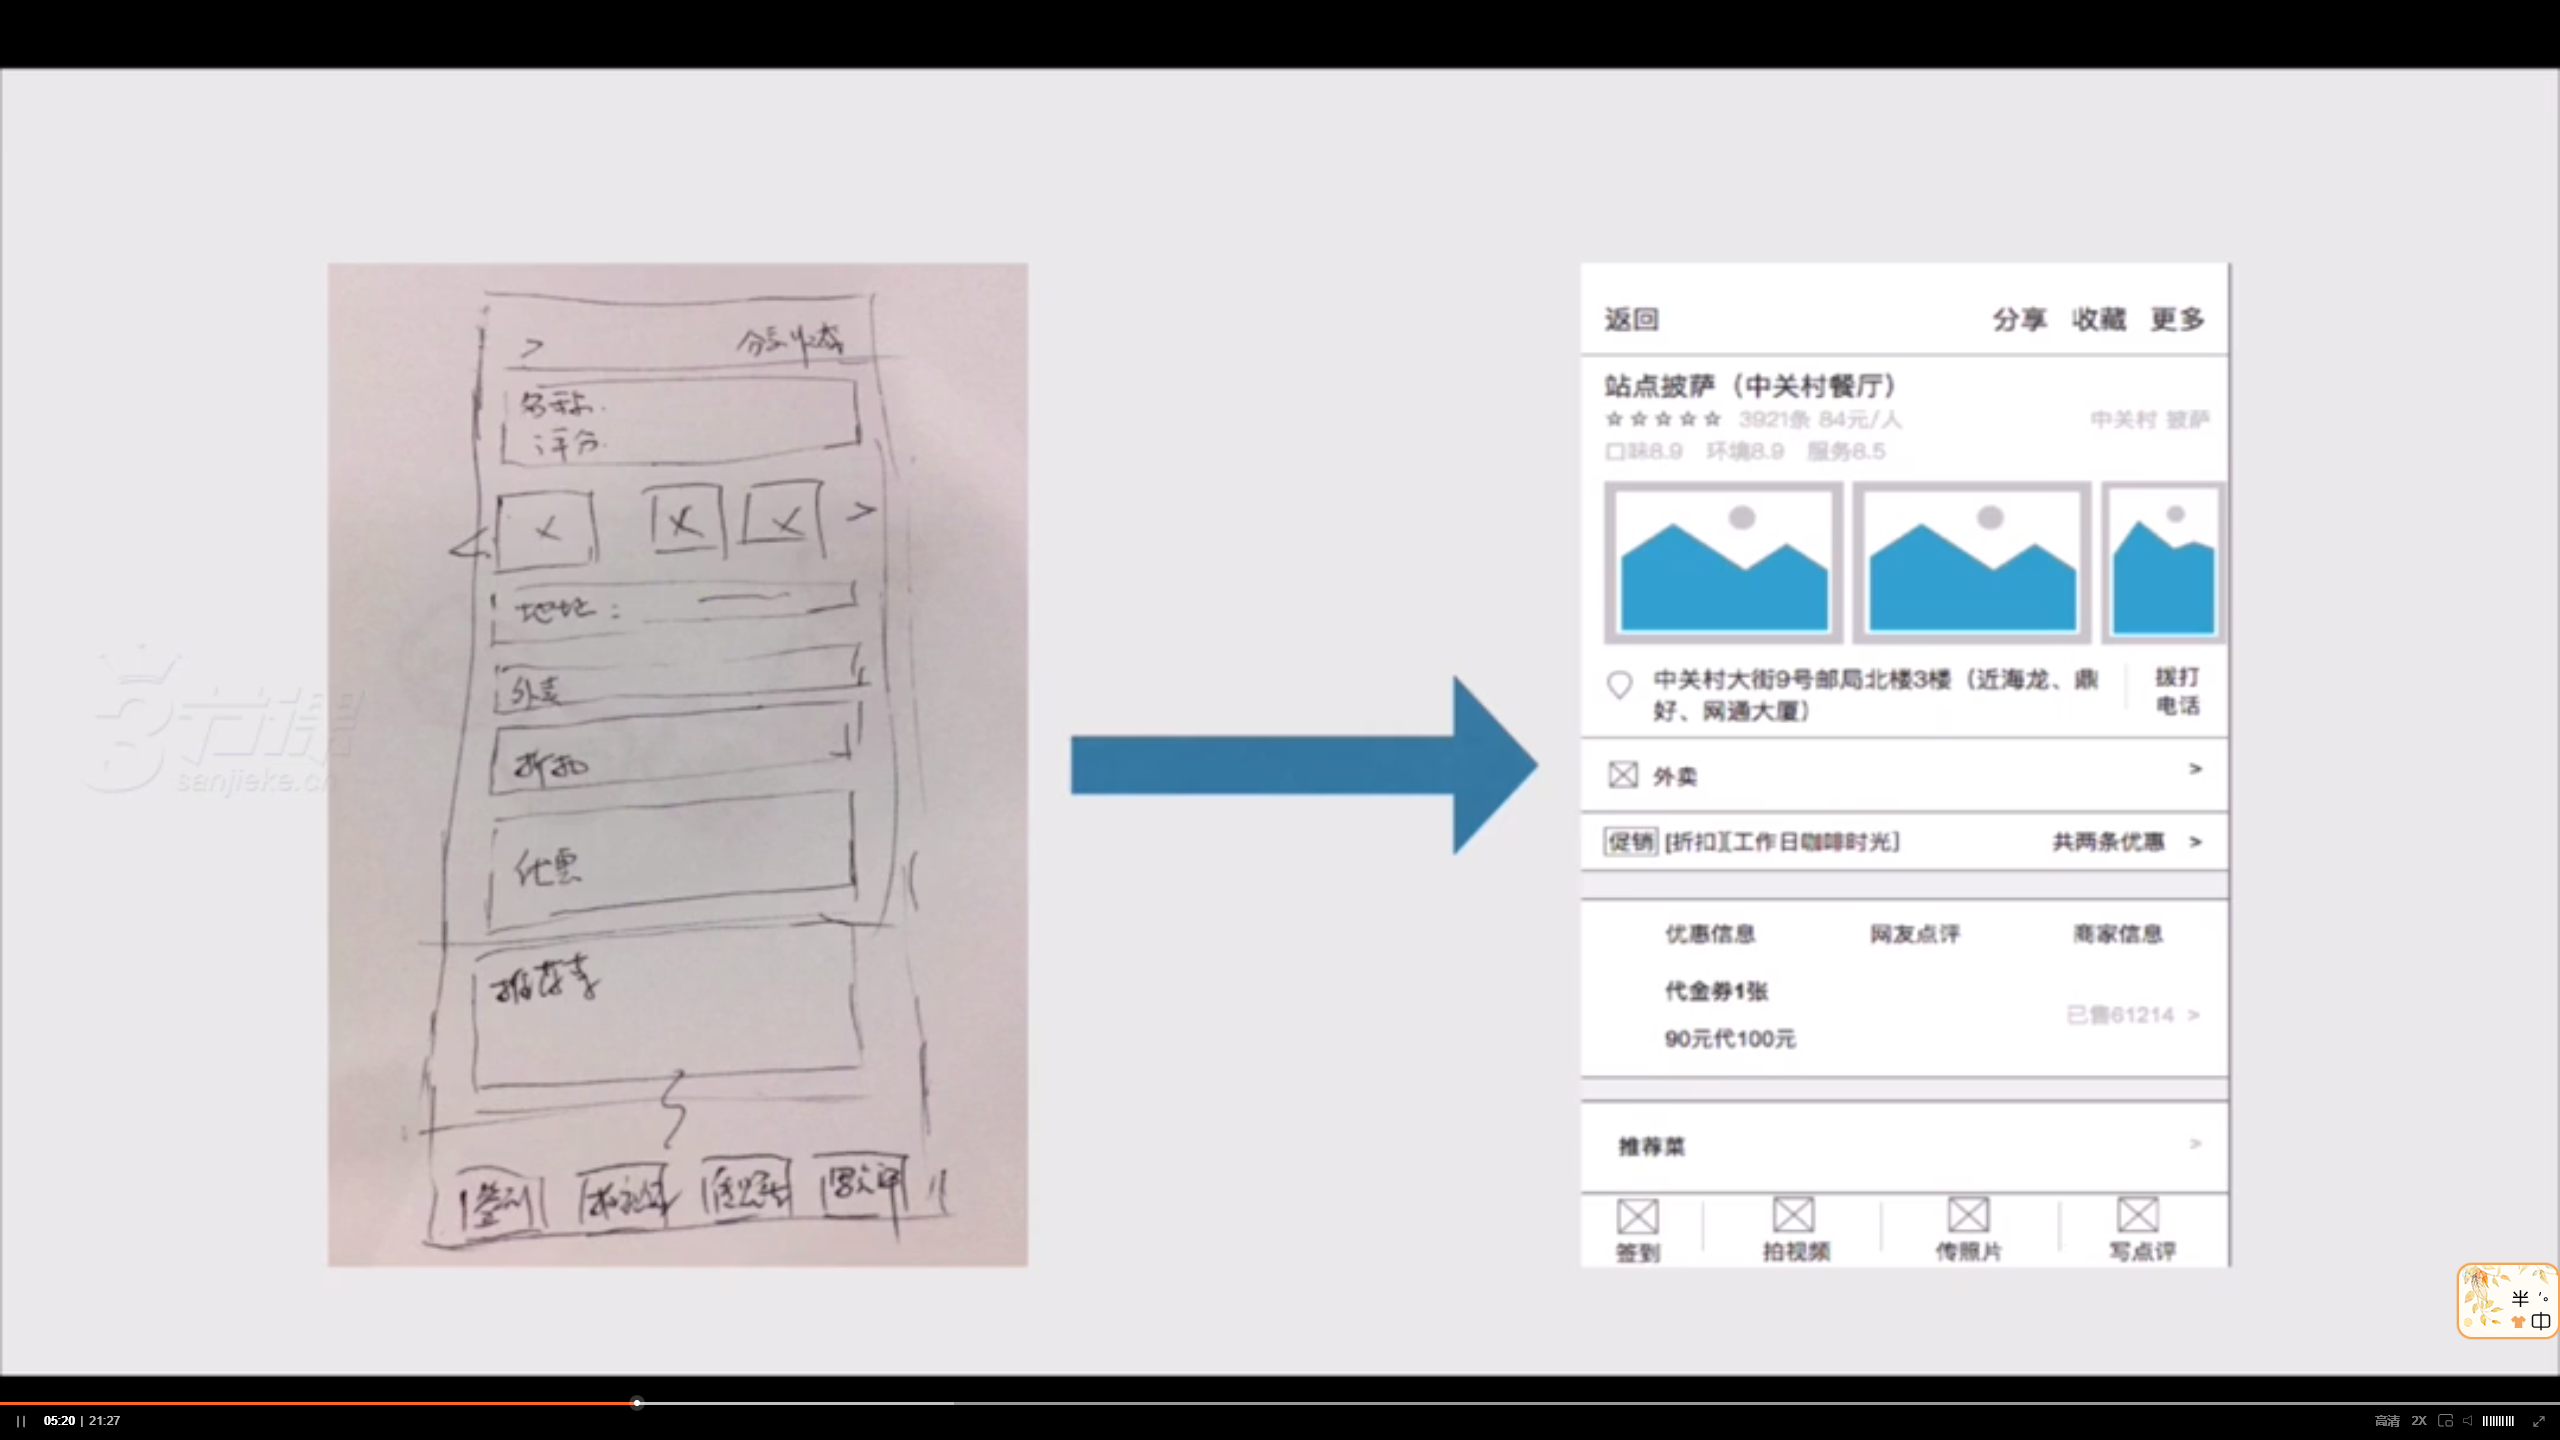 3节课
sanjieke.cn
>
分享 收藏
名称
评分
< >
地址：
外卖
折扣
优惠
推荐菜
签到 拍视频 传照片 写点评
返回 分享 收藏 更多
站点披萨（中关村餐厅）
☆☆☆☆☆ 3921条 84元/人 中关村 披萨
口味8.9 环境8.9 服务8.5
中关村大街9号邮局北楼3楼（近海龙、鼎
好、网通大厦）
拨打
电话
外卖 >
促销 [折扣][工作日咖啡时光] 共两条优惠 >
优惠信息 网友点评 商家信息
代金券1张
90元代100元
已售61214 >
推荐菜 >
签到 拍视频 传照片 写点评
半 ·,
中
05:20 | 21:27 高清 2X